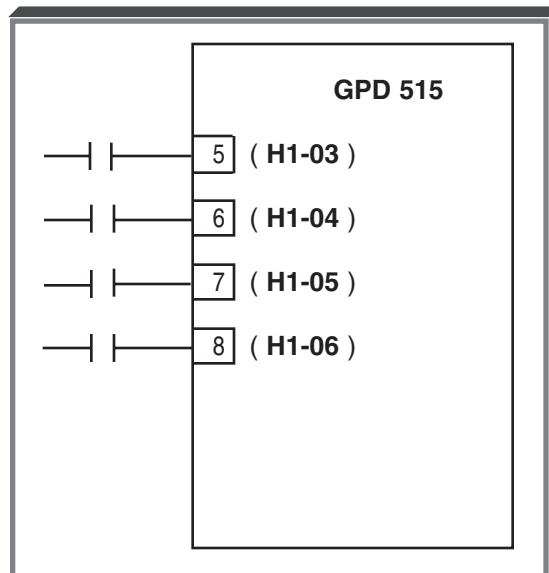 GPD 515
5 ( H1-03 )
6 ( H1-04 )
7 ( H1-05 )
8 ( H1-06 )